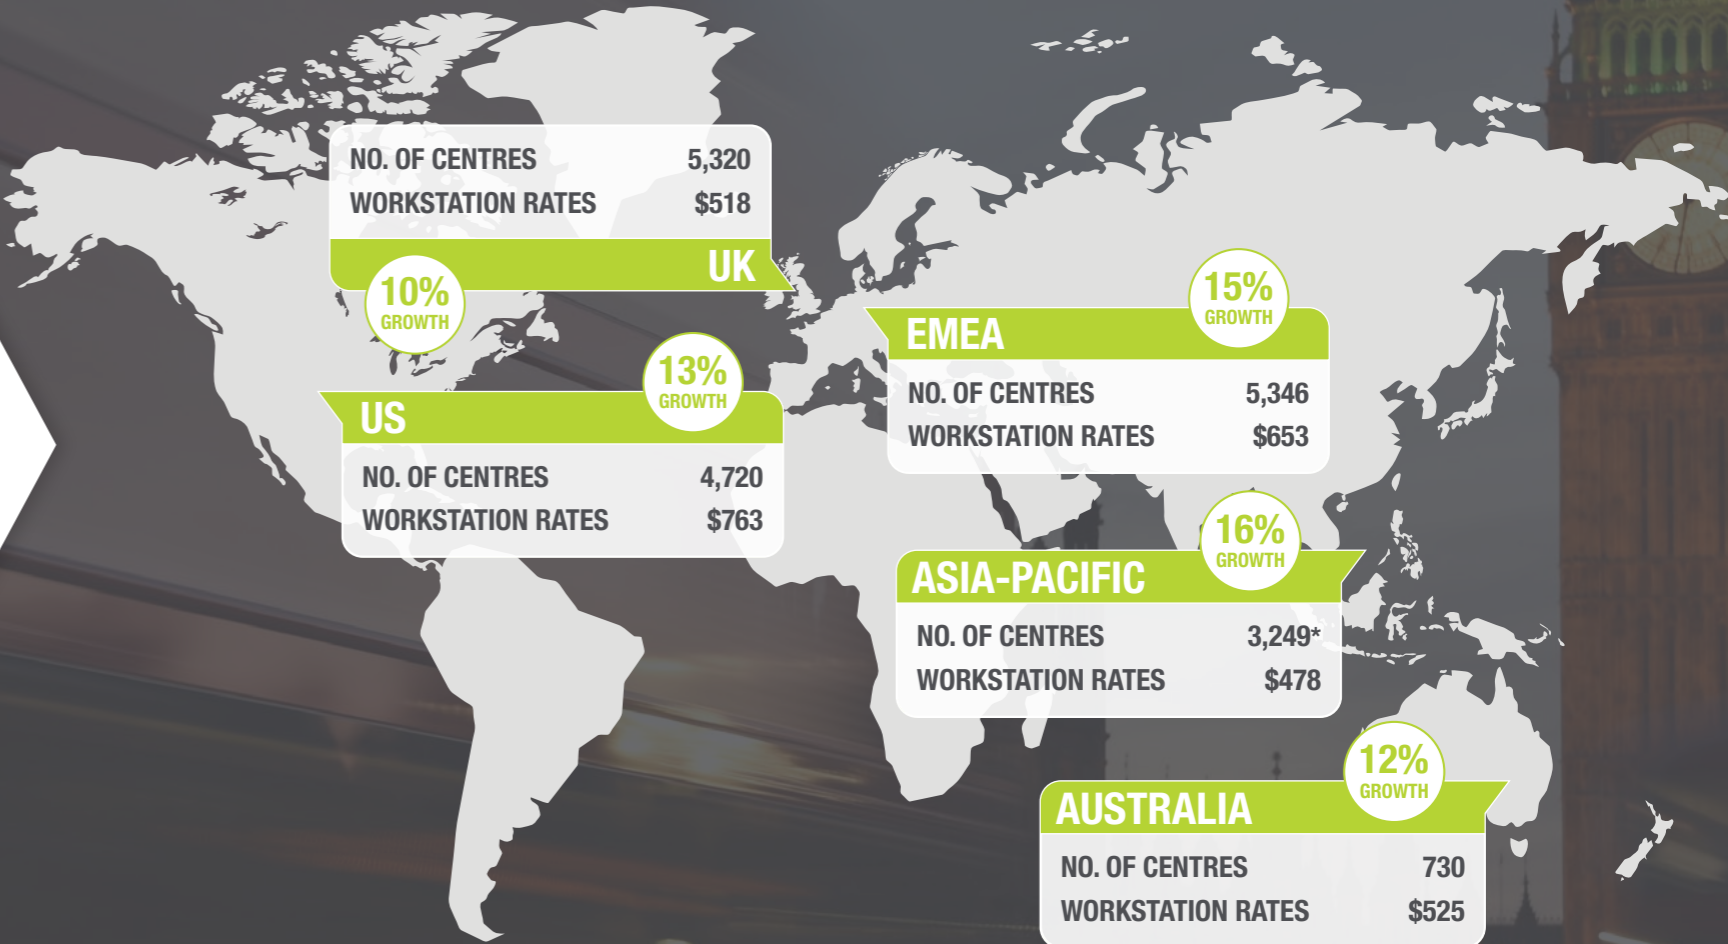 NO. OF CENTRES 5,320
WORKSTATION RATES $518
UK
10%
GROWTH
13%
GROWTH
US
NO. OF CENTRES 4,720
WORKSTATION RATES $763
15%
GROWTH
EMEA
NO. OF CENTRES 5,346
WORKSTATION RATES $653
16%
GROWTH
ASIA-PACIFIC
NO. OF CENTRES 3,249*
WORKSTATION RATES $478
12%
GROWTH
AUSTRALIA
NO. OF CENTRES 730
WORKSTATION RATES $525